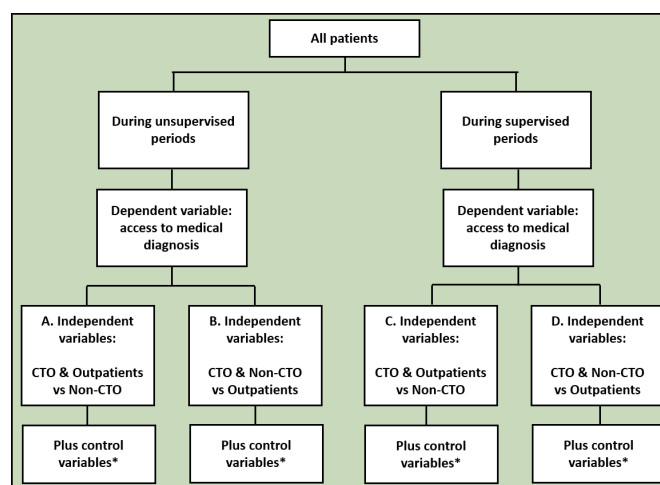 All patients
During unsupervised
periods
During supervised
periods
Dependent variable:
access to medical
diagnosis
Dependent variable:
access to medical
diagnosis
A. Independent
variables:
CTO & Outpatients
vs Non-CTO
B. Independent
variables:
CTO & Non-CTO
vs Outpatients
C. Independent
variables:
CTO & Outpatients
vs Non-CTO
D. Independent
variables:
CTO & Non-CTO
vs Outpatients
Plus control
variables*
Plus control
variables*
Plus control
variables*
Plus control
variables*